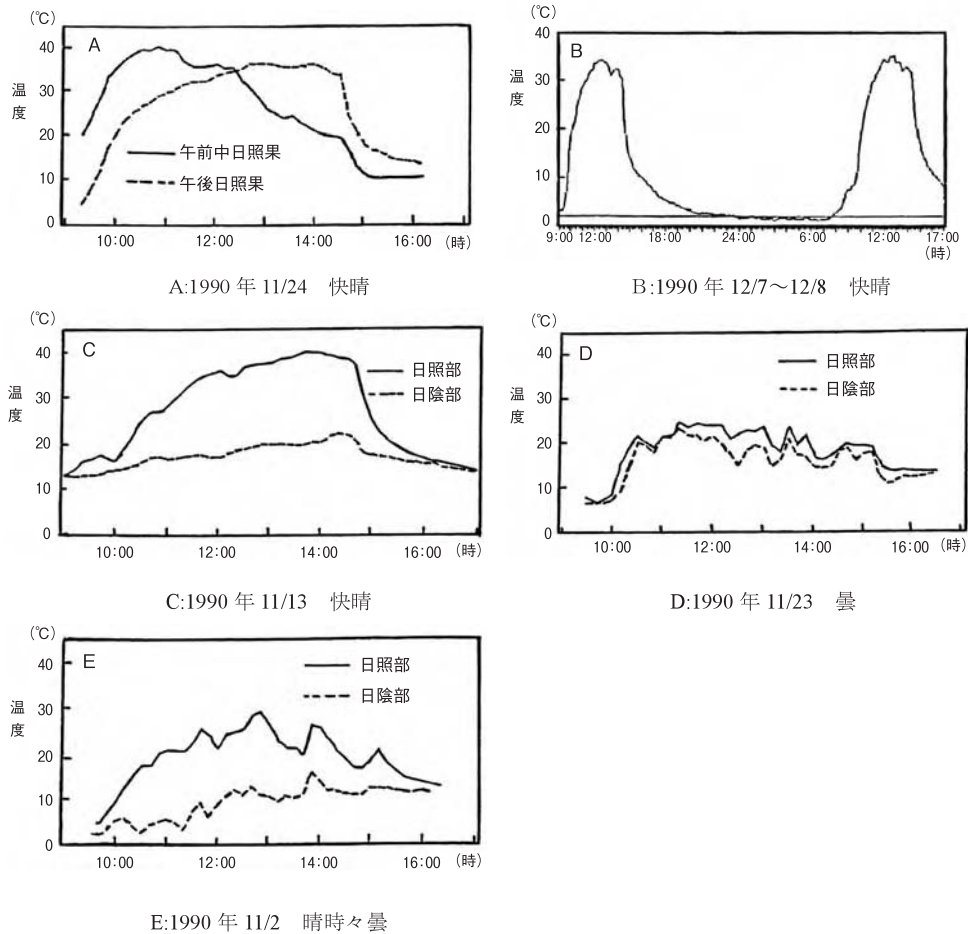 (℃)
A
40
30
20
10
0
温度
午前中日照果
午後日照果
10:00 12:00 14:00 16:00 (時)
A:1990 年 11/24 快晴
(℃)
B
40
30
20
10
0
温度
9:00 12:00 18:00 24:00 6:00 12:00 17:00
(時)
B:1990 年 12/7～12/8 快晴
(℃)
C
40
30
20
10
0
温度
日照部
日陰部
10:00 12:00 14:00 16:00 (時)
C:1990 年 11/13 快晴
(℃)
D
40
30
20
10
0
温度
日照部
日陰部
10:00 12:00 14:00 16:00 (時)
D:1990 年 11/23 曇
(℃)
E
40
30
20
10
0
温度
日照部
日陰部
10:00 12:00 14:00 16:00 (時)
E:1990 年 11/2 晴時々曇